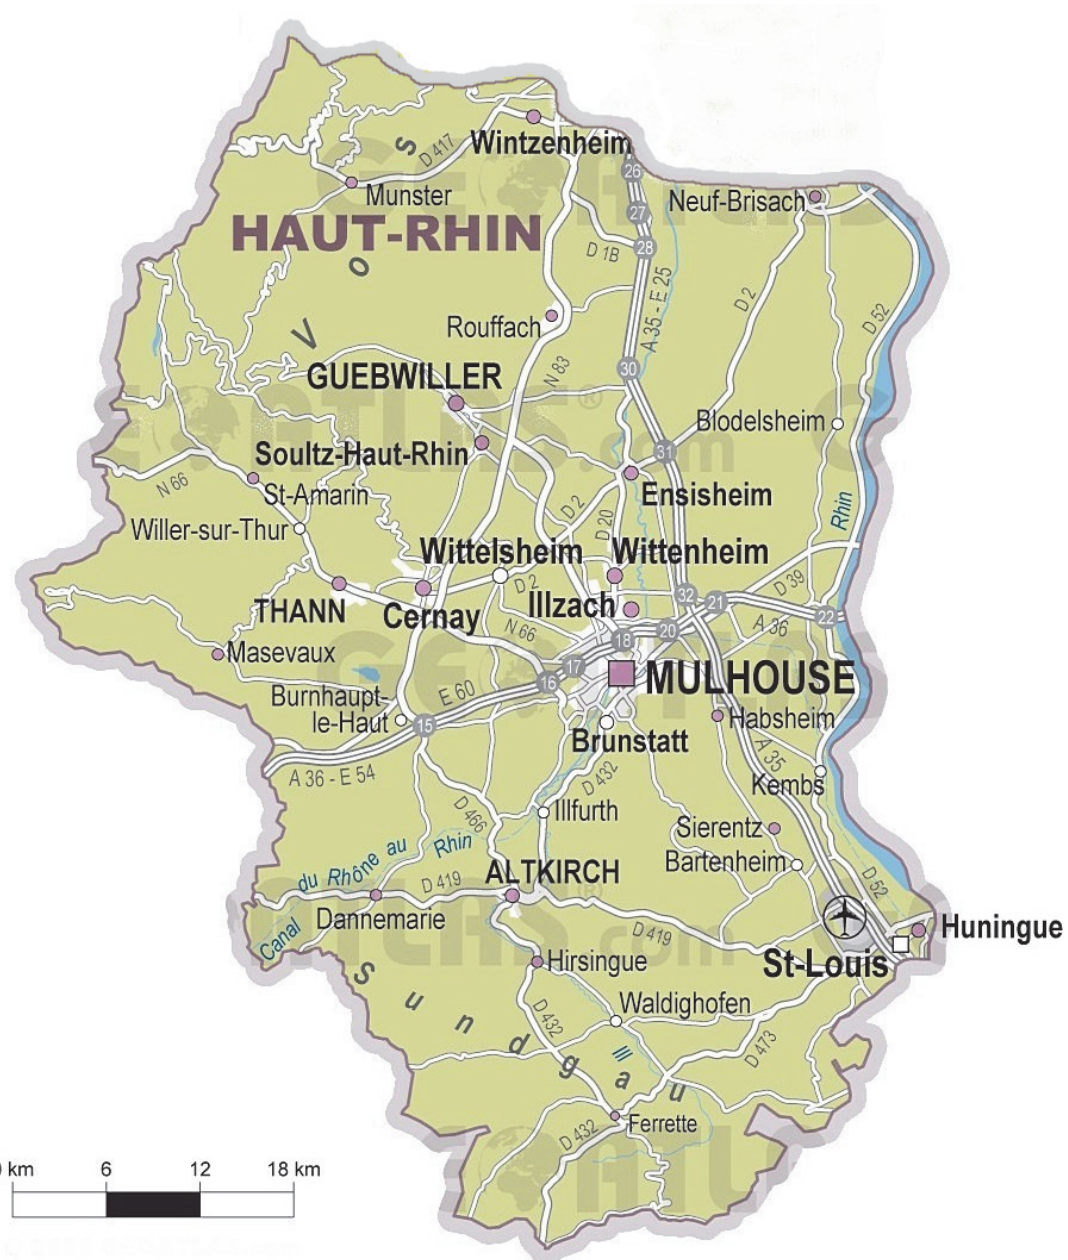 Wintzenheim
D 417
S
Munster
HAUT-RHIN
O
V
26
27
28
D 1B
Neuf-Brisach
D 2
D 52
A 35 - E 25
Rouffach
N 83
30
GUEBWILLER
Blodelsheim
Soultz-Haut-Rhin
31
N 66
St-Amarin
Ensisheim
Willer-sur-Thur
D 2
D 20
Rhin
Wittelsheim
Wittenheim
THANN
Cernay
D 2
Illzach
32
21
D 39
22
A 36
N 66
18
20
Masevaux
17
16
MULHOUSE
E 60
Burnhaupt-
le-Haut
15
Habsheim
Brunstatt
A 36 - E 54
D 432
A 35
Kembs
D 466
Illfurth
Sierentz
Bartenheim
Canal du Rhône au Rhin
D 419
ALTKIRCH
D 52
Dannemarie
D 419
Huningue
St-Louis
Hirsingue
Sundgau
Waldighofen
D 432
Ill
D 473
Ferrette
D 432
km
6
12
18 km
GEOATLAS.com
®